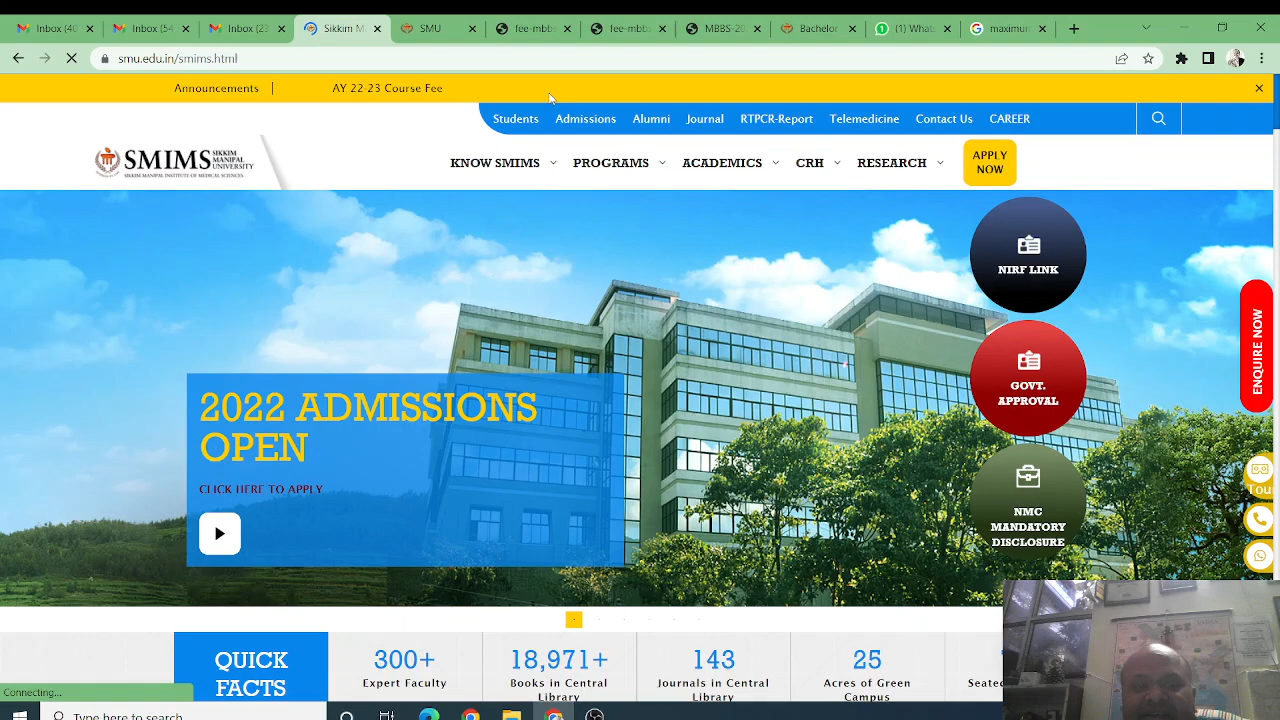 Inbox (40
Inbox (54
Inbox (23
Sikkim M
SMU
fee-mbbs
fee-mbbs
MBBS-20
Bachelor
(1) Whats
maximum
smu.edu.in/smims.html
Announcements
AY 22-23 Course Fee
Students
Admissions
Alumni
Journal
RTPCR-Report
Telemedicine
Contact Us
CAREER
SMIMS SIKKIM MANIPAL UNIVERSITY
SIKKIM MANIPAL INSTITUTE OF MEDICAL SCIENCES
KNOW SMIMS
PROGRAMS
ACADEMICS
CRH
RESEARCH
APPLY
NOW
NIRF LINK
GOVT.
APPROVAL
NMC
MANDATORY
DISCLOSURE
ENQUIRE NOW
Tour
2022 ADMISSIONS
OPEN
CLICK HERE TO APPLY
QUICK
FACTS
300+
Expert Faculty
18,971+
Books in Central
Library
143
Journals in Central
Library
25
Acres of Green
Campus
Seate
Connecting...
Type here to search